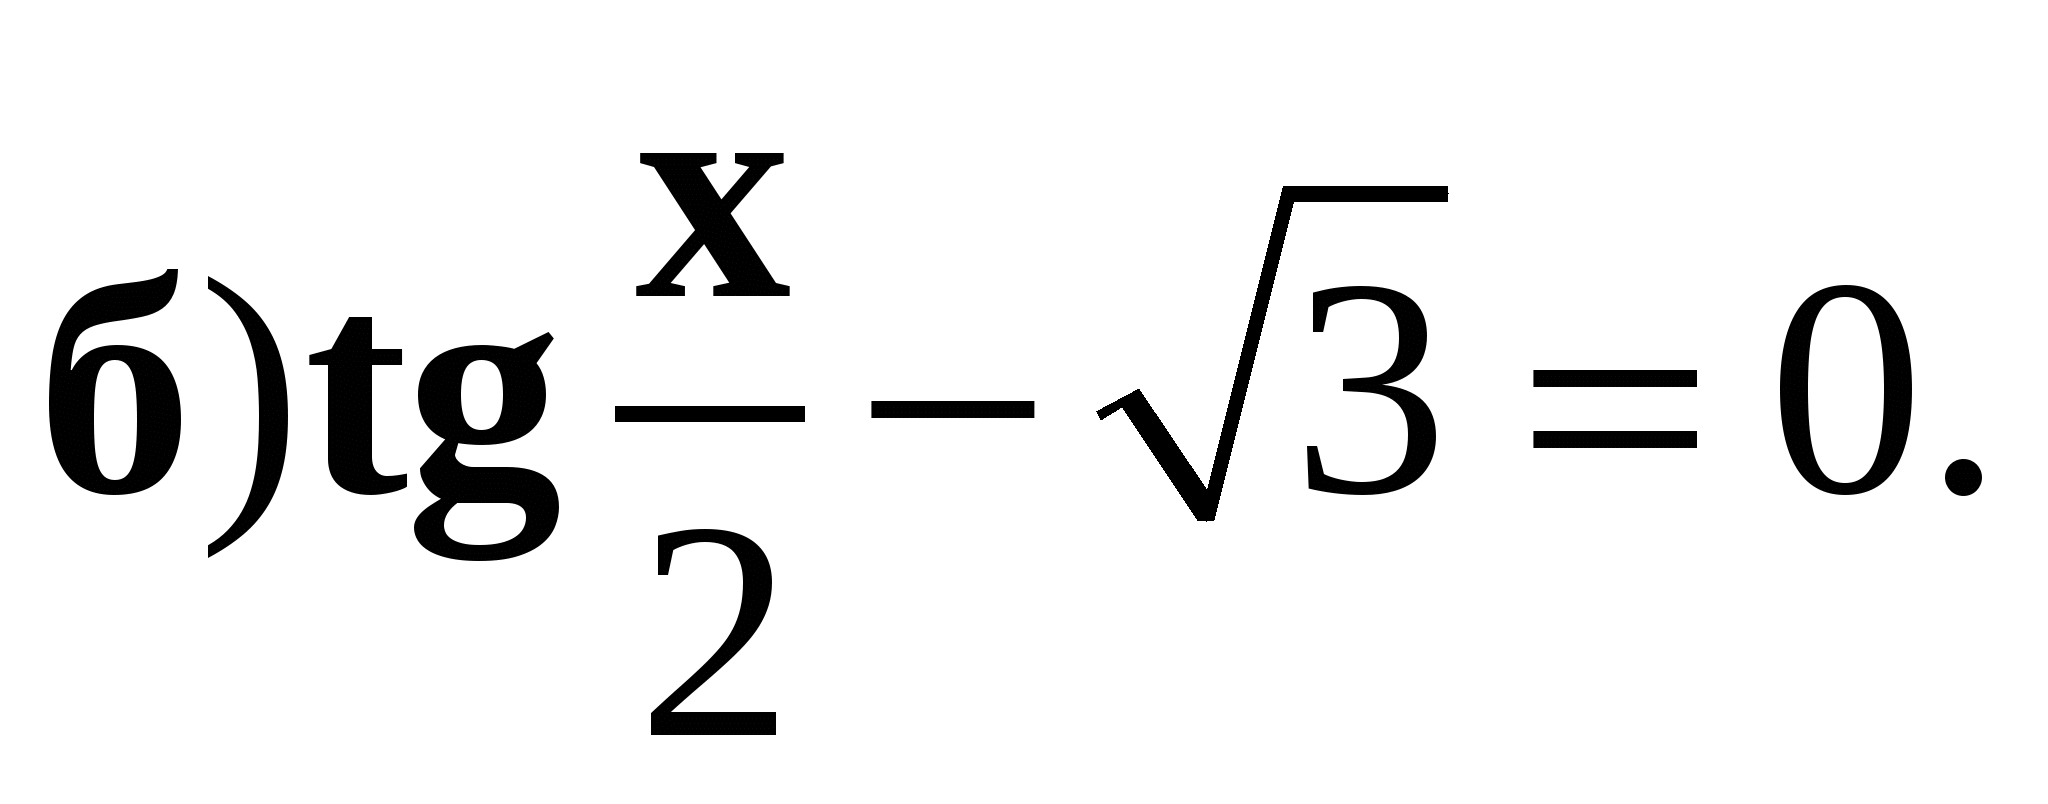 б) tg x/2 − √3 = 0.